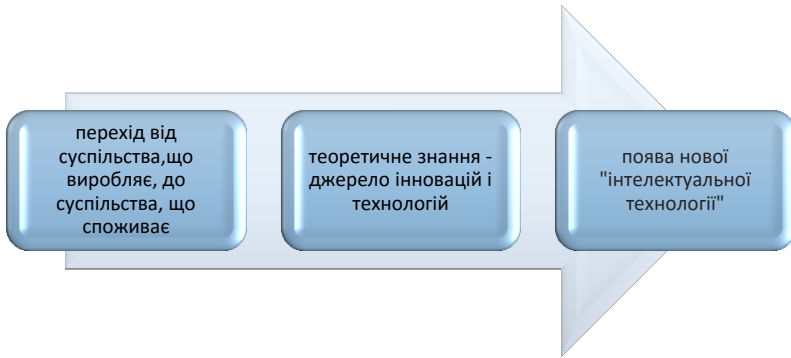 перехід від
суспільства,що
виробляє, до
суспільства, що
споживає
теоретичне знання -
джерело інновацій і
технологій
поява нової
"інтелектуальної
технології"